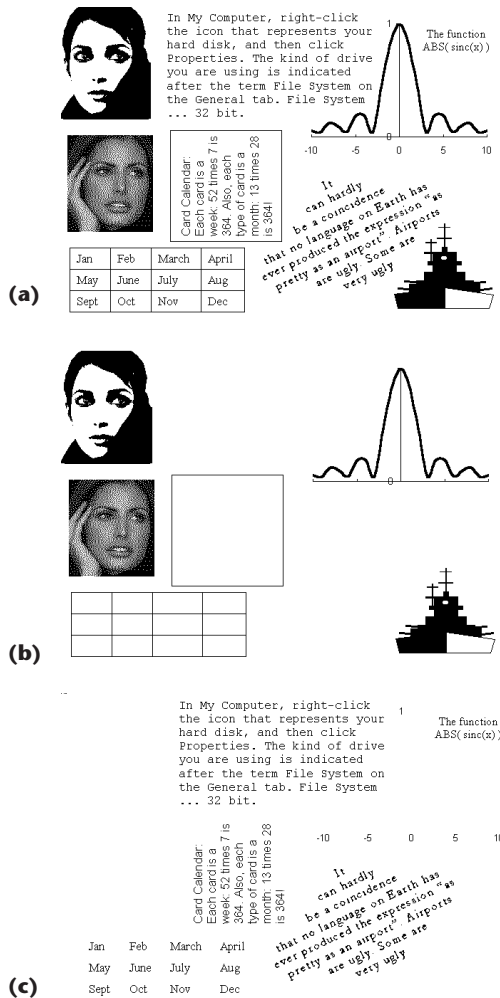 In My Computer, right-click
the icon that represents your
hard disk, and then click
Properties. The kind of drive
you are using is indicated
after the term File System on
the General tab. File System
... 32 bit.
1
The function
ABS( sinc(x) )
0
-10 -5 0 5 10
Card Calendar:
Each card is a
week: 52 times 7 is
364. Also, each
type of card is a
month: 13 times 28
is 364!
It
can hardly
be a coincidence
that no language on Earth has
ever produced the expression “as
pretty as an airport”. Airports
are ugly. Some are
very ugly
Jan Feb March April
May June July Aug
Sept Oct Nov Dec
(a)
0
(b)
In My Computer, right-click
the icon that represents your
hard disk, and then click
Properties. The kind of drive
you are using is indicated
after the term File System on
the General tab. File System
... 32 bit.
1
The function
ABS( sinc(x) )
-10 -5 0 5 10
Card Calendar:
Each card is a
week: 52 times 7 is
364. Also, each
type of card is a
month: 13 times 28
is 364!
It
can hardly
be a coincidence
that no language on Earth has
ever produced the expression “as
pretty as an airport”. Airports
are ugly. Some are
very ugly
Jan Feb March April
May June July Aug
Sept Oct Nov Dec
(c)